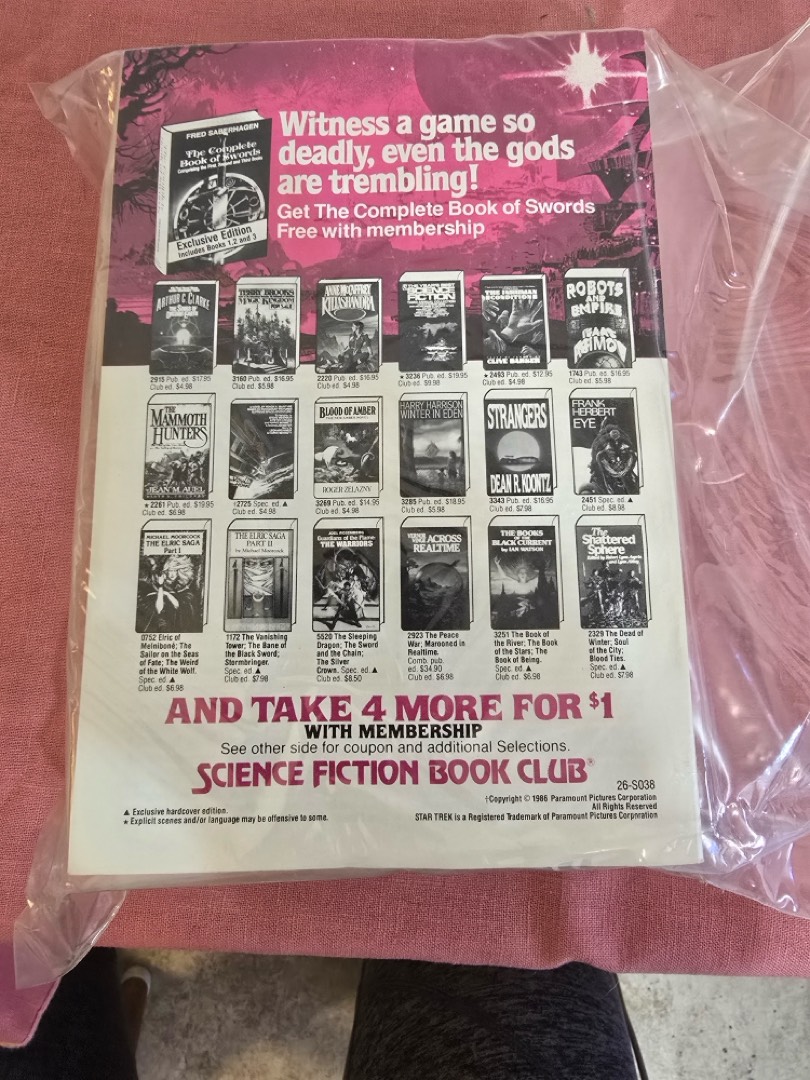 Witness a game so
deadly, even the gods
are trembling!
Get The Complete Book of Swords
Free with membership
FRED SABERHAGEN
The Complete
Book of Swords
Comprising the First, Second and Third Books
Exclusive Edition
Includes Books 1, 2 and 3
ARTHUR C. CLARKE
TERRY BROOKS
MAGIC KINGDOM
FOR SALE
ANNE McCAFFREY
KILLASHANDRA
SCIENCE
FICTION
THE INHUMAN
CONDITION
CLIVE BARKER
ROBOTS
AND
EMPIRE
ISAAC
ASIMOV
2915 Pub. ed. $17.95
Club ed. $4.98
3160 Pub. ed. $16.95
Club ed. $5.98
2220 Pub. ed. $16.95
Club ed. $4.98
★3236 Pub. ed. $19.95
Club ed. $9.98
★2493 Pub. ed. $12.95
Club ed. $4.98
1743 Pub. ed. $16.95
Club ed. $5.98
THE
MAMMOTH
HUNTERS
JEAN M. AUEL
BLOOD OF AMBER
ROGER ZELAZNY
HARRY HARRISON
WINTER IN EDEN
STRANGERS
DEAN R. KOONTZ
FRANK
HERBERT
EYE
★2261 Pub. ed. $19.95
Club ed. $6.98
†2725 Spec. ed.▲
Club ed. $4.98
3269 Pub. ed. $14.95
Club ed. $4.98
3285 Pub. ed. $18.95
Club ed. $5.98
3343 Pub. ed. $16.95
Club ed. $7.98
2451 Spec. ed.▲
Club ed. $8.98
MICHAEL MOORCOCK
THE ELRIC SAGA
Part I
THE ELRIC SAGA
PART II
by Michael Moorcock
Guardians of the Flame:
THE WARRIORS
ACROSS
REALTIME
THE BOOKS
OF THE
BLACK CURRENT
by IAN WATSON
The
Shattered
Sphere
0752 Elric of
Melniboné; The
Sailor on the Seas
of Fate; The Weird
of the White Wolf.
Spec. ed.▲
Club ed. $6.98
1172 The Vanishing
Tower; The Bane of
the Black Sword;
Stormbringer.
Spec. ed.▲
Club ed. $7.98
5520 The Sleeping
Dragon; The Sword
and the Chain;
The Silver
Crown. Spec. ed.▲
Club ed. $8.50
2923 The Peace
War; Marooned in
Realtime.
Comb. pub.
ed. $34.90
Club ed. $6.98
3251 The Book of
the River; The Book
of the Stars; The
Book of Being.
Spec. ed.▲
Club ed. $6.98
2329 The Dead of
Winter; Soul
of the City;
Blood Ties.
Spec. ed.▲
Club ed. $7.98
AND TAKE 4 MORE FOR $1
WITH MEMBERSHIP
See other side for coupon and additional Selections.
SCIENCE FICTION BOOK CLUB®
26-S038
▲ Exclusive hardcover edition.
★ Explicit scenes and/or language may be offensive to some.
†Copyright © 1986 Paramount Pictures Corporation
All Rights Reserved
STAR TREK is a Registered Trademark of Paramount Pictures Corporation